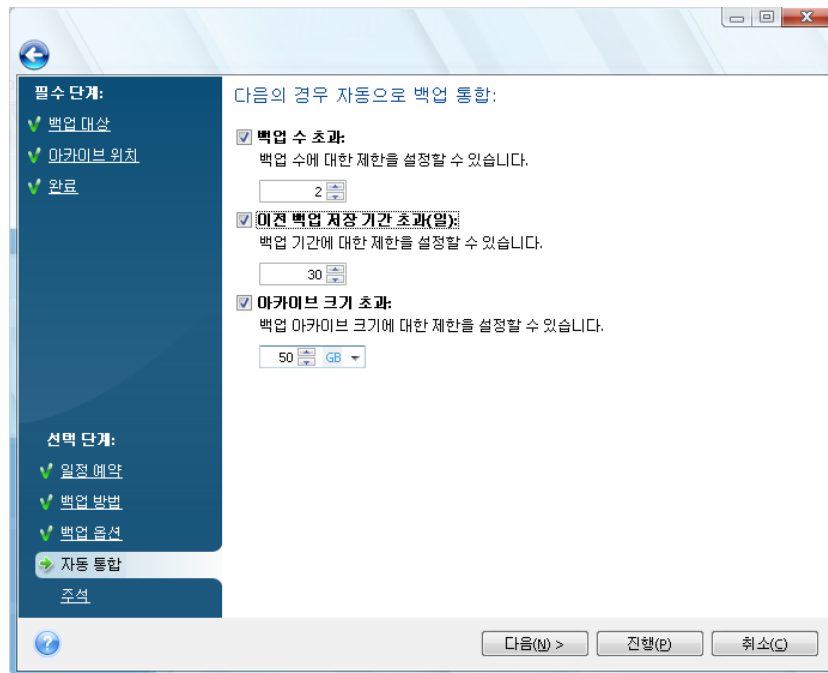 필수 단계:
백업 대상
아카이브 위치
완료
선택 단계:
일정 예약
백업 방법
백업 옵션
자동 통합
주석
다음의 경우 자동으로 백업 통합:
백업 수 초과:
백업 수에 대한 제한을 설정할 수 있습니다.
2
이전 백업 저장 기간 초과(일):
백업 기간에 대한 제한을 설정할 수 있습니다.
30
아카이브 크기 초과:
백업 아카이브 크기에 대한 제한을 설정할 수 있습니다.
50 GB
다음(N) > 진행(P) 취소(C)